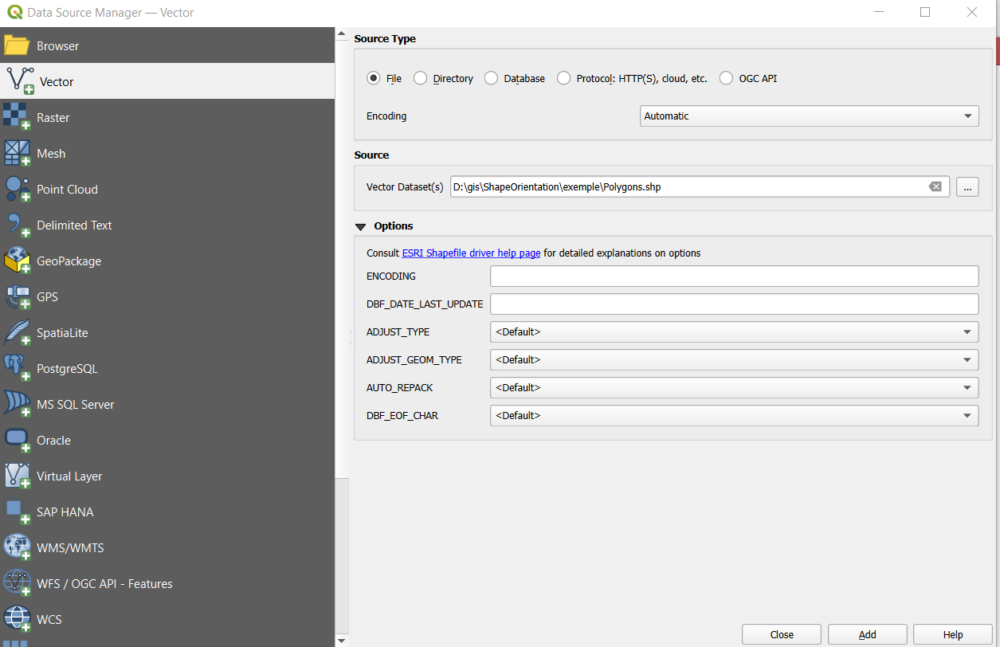 Data Source Manager — Vector
Browser
Vector
Raster
Mesh
Point Cloud
Delimited Text
GeoPackage
GPS
SpatiaLite
PostgreSQL
MS SQL Server
Oracle
Virtual Layer
SAP HANA
WMS/WMTS
WFS / OGC API - Features
WCS
Source Type
File Directory Database Protocol: HTTP(S), cloud, etc. OGC API
Encoding Automatic
Source
Vector Dataset(s) D:\gis\ShapeOrientation\exemple\Polygons.shp ...
Options
Consult ESRI Shapefile driver help page for detailed explanations on options
ENCODING
DBF_DATE_LAST_UPDATE
ADJUST_TYPE <Default>
ADJUST_GEOM_TYPE <Default>
AUTO_REPACK <Default>
DBF_EOF_CHAR <Default>
Close Add Help